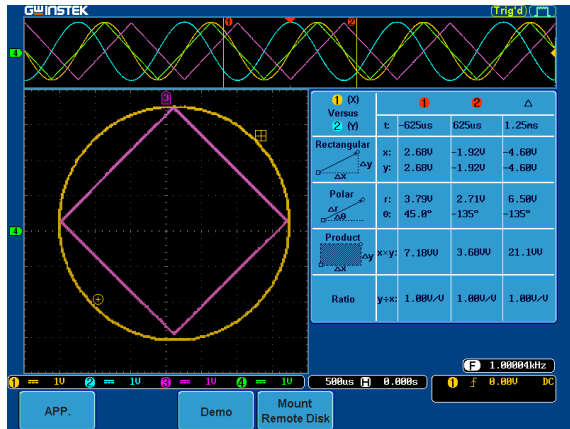 GWINSTEK
Trig'd
1 2
4
3
4
1 (X) Versus 2 (Y)
1 2 △
t: -625us 625us 1.25ms
Rectangular
△y
△x
x: 2.68V -1.92V -4.60V
y: 2.68V -1.92V -4.60V
Polar
△r
△θ
r: 3.79V 2.71V 6.50V
θ: 45.0° -135° -135°
Product
△y
△x
x×y: 7.18VV 3.68VV 21.1VV
Ratio y÷x: 1.00V/V 1.00V/V 1.00V/V
F 1.00004kHz
1 == 1V 2 == 1V 3 == 1V 4 == 1V 500us H 0.000s 1 f 0.00V DC
APP. Demo Mount
Remote Disk